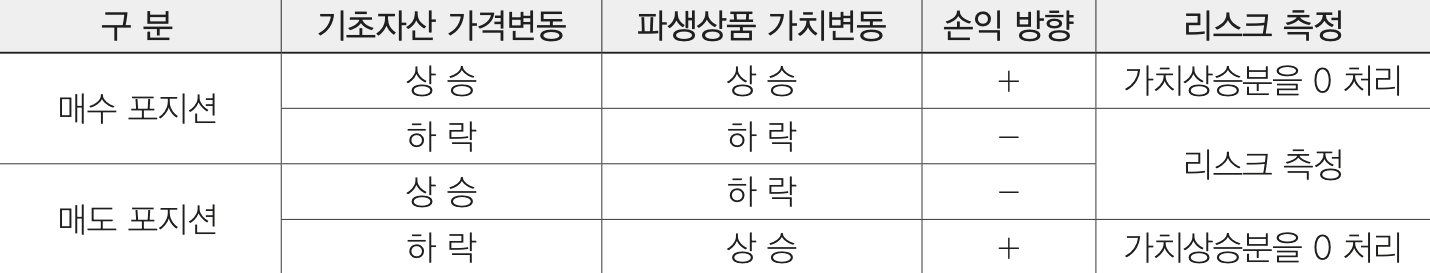 구 분 기초자산 가격변동 파생상품 가치변동 손익 방향 리스크 측정
매수 포지션 상 승 상 승 + 가치상승분을 0 처리
하 락 하 락 − 리스크 측정
매도 포지션 상 승 하 락 −
하 락 상 승 + 가치상승분을 0 처리